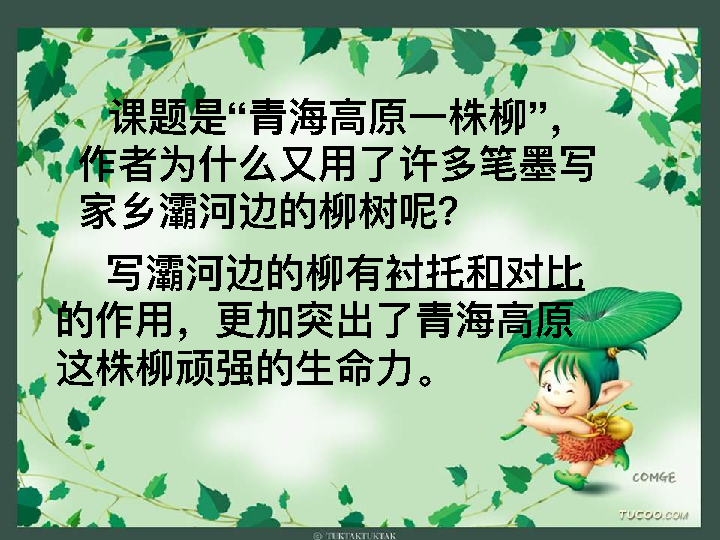 课题是“青海高原一株柳”，
作者为什么又用了许多笔墨写
家乡灞河边的柳树呢？
写灞河边的柳有衬托和对比
的作用，更加突出了青海高原
这株柳顽强的生命力。
COMGE
TUCOO.COM
© TUKTAKTUKTAK